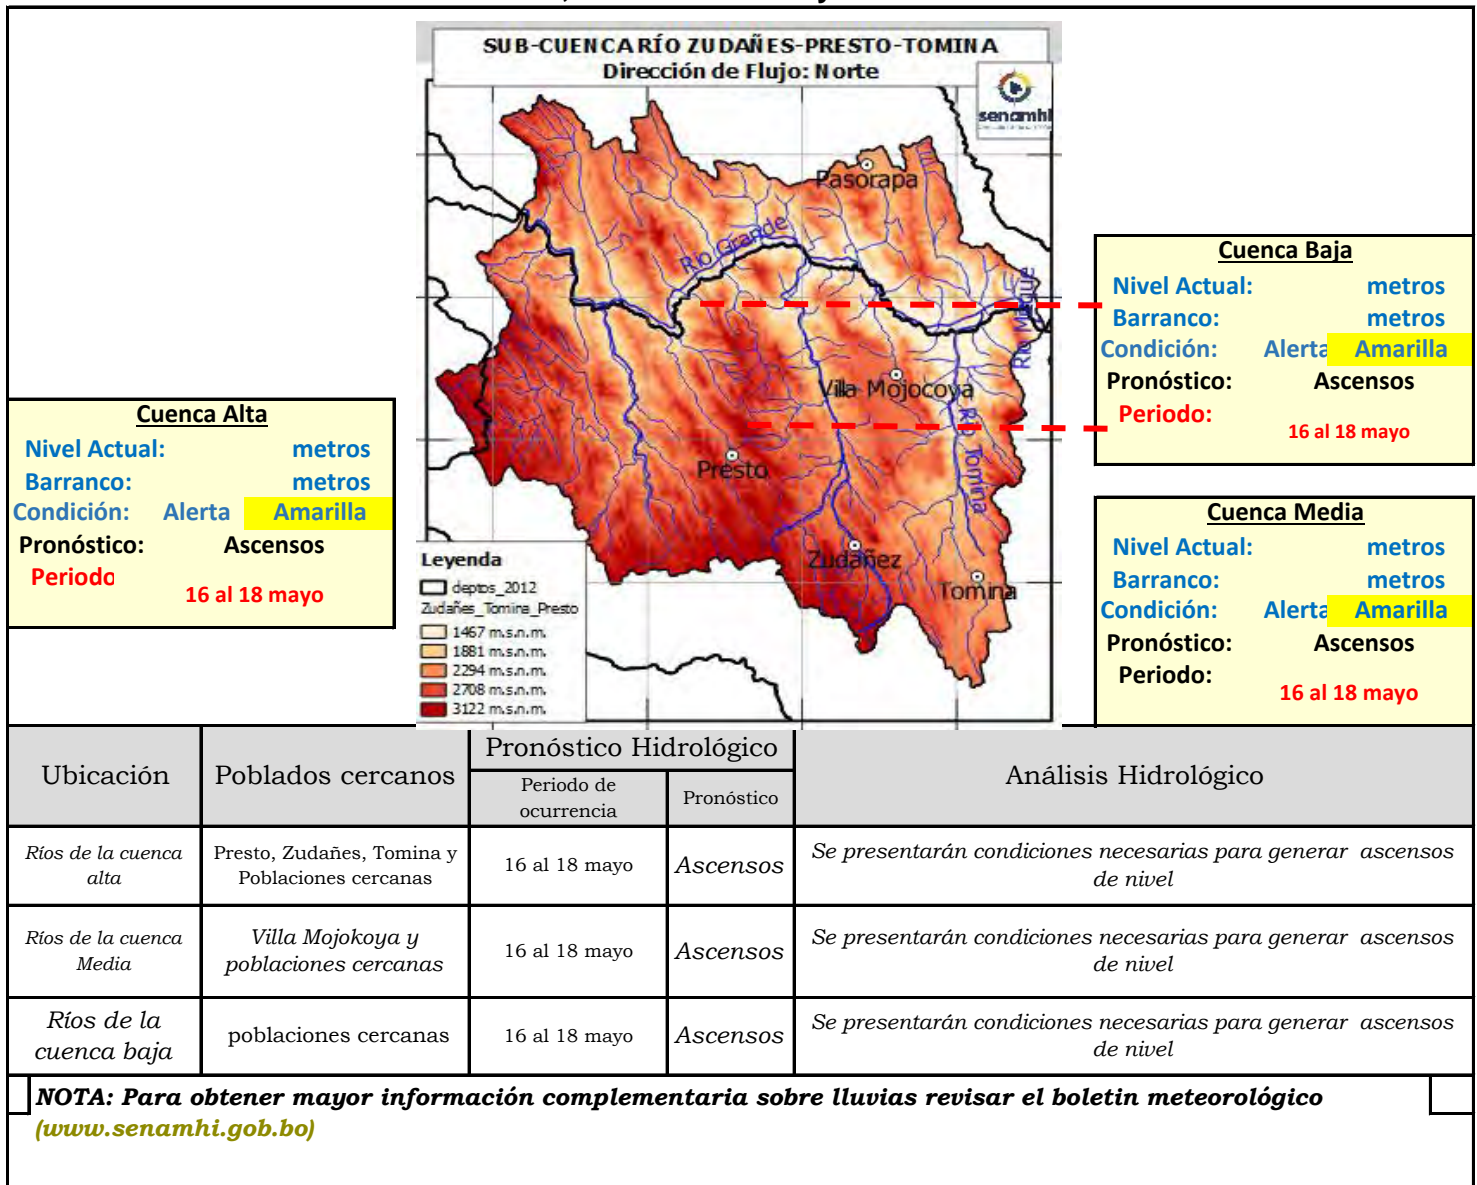 SUB-CUENCA RÍO ZUDAÑES-PRESTO-TOMINA
Dirección de Flujo: Norte
senamhi
Pasorapa
Rio Grande
Rio Mizque
Villa Mojocoya
Rio Tomina
Presto
Zudañez
Tomina
Leyenda
deptos_2012
Zudañes_Tomina_Presto
1467 m.s.n.m.
1881 m.s.n.m.
2294 m.s.n.m.
2708 m.s.n.m.
3122 m.s.n.m.
Cuenca Alta
Nivel Actual: metros
Barranco: metros
Condición: Alerta Amarilla
Pronóstico: Ascensos
Periodo
16 al 18 mayo
Cuenca Baja
Nivel Actual: metros
Barranco: metros
Condición: Alerta Amarilla
Pronóstico: Ascensos
Periodo:
16 al 18 mayo
Cuenca Media
Nivel Actual: metros
Barranco: metros
Condición: Alerta Amarilla
Pronóstico: Ascensos
Periodo:
16 al 18 mayo
Ubicación Poblados cercanos Pronóstico Hidrológico Análisis Hidrológico
Periodo de ocurrencia Pronóstico
Ríos de la cuenca alta
Presto, Zudañes, Tomina y Poblaciones cercanas
16 al 18 mayo
Ascensos
Se presentarán condiciones necesarias para generar ascensos de nivel
Ríos de la cuenca Media
Villa Mojokoya y poblaciones cercanas
16 al 18 mayo
Ascensos
Se presentarán condiciones necesarias para generar ascensos de nivel
Ríos de la cuenca baja
poblaciones cercanas
16 al 18 mayo
Ascensos
Se presentarán condiciones necesarias para generar ascensos de nivel
NOTA: Para obtener mayor información complementaria sobre lluvias revisar el boletin meteorológico
(www.senamhi.gob.bo)